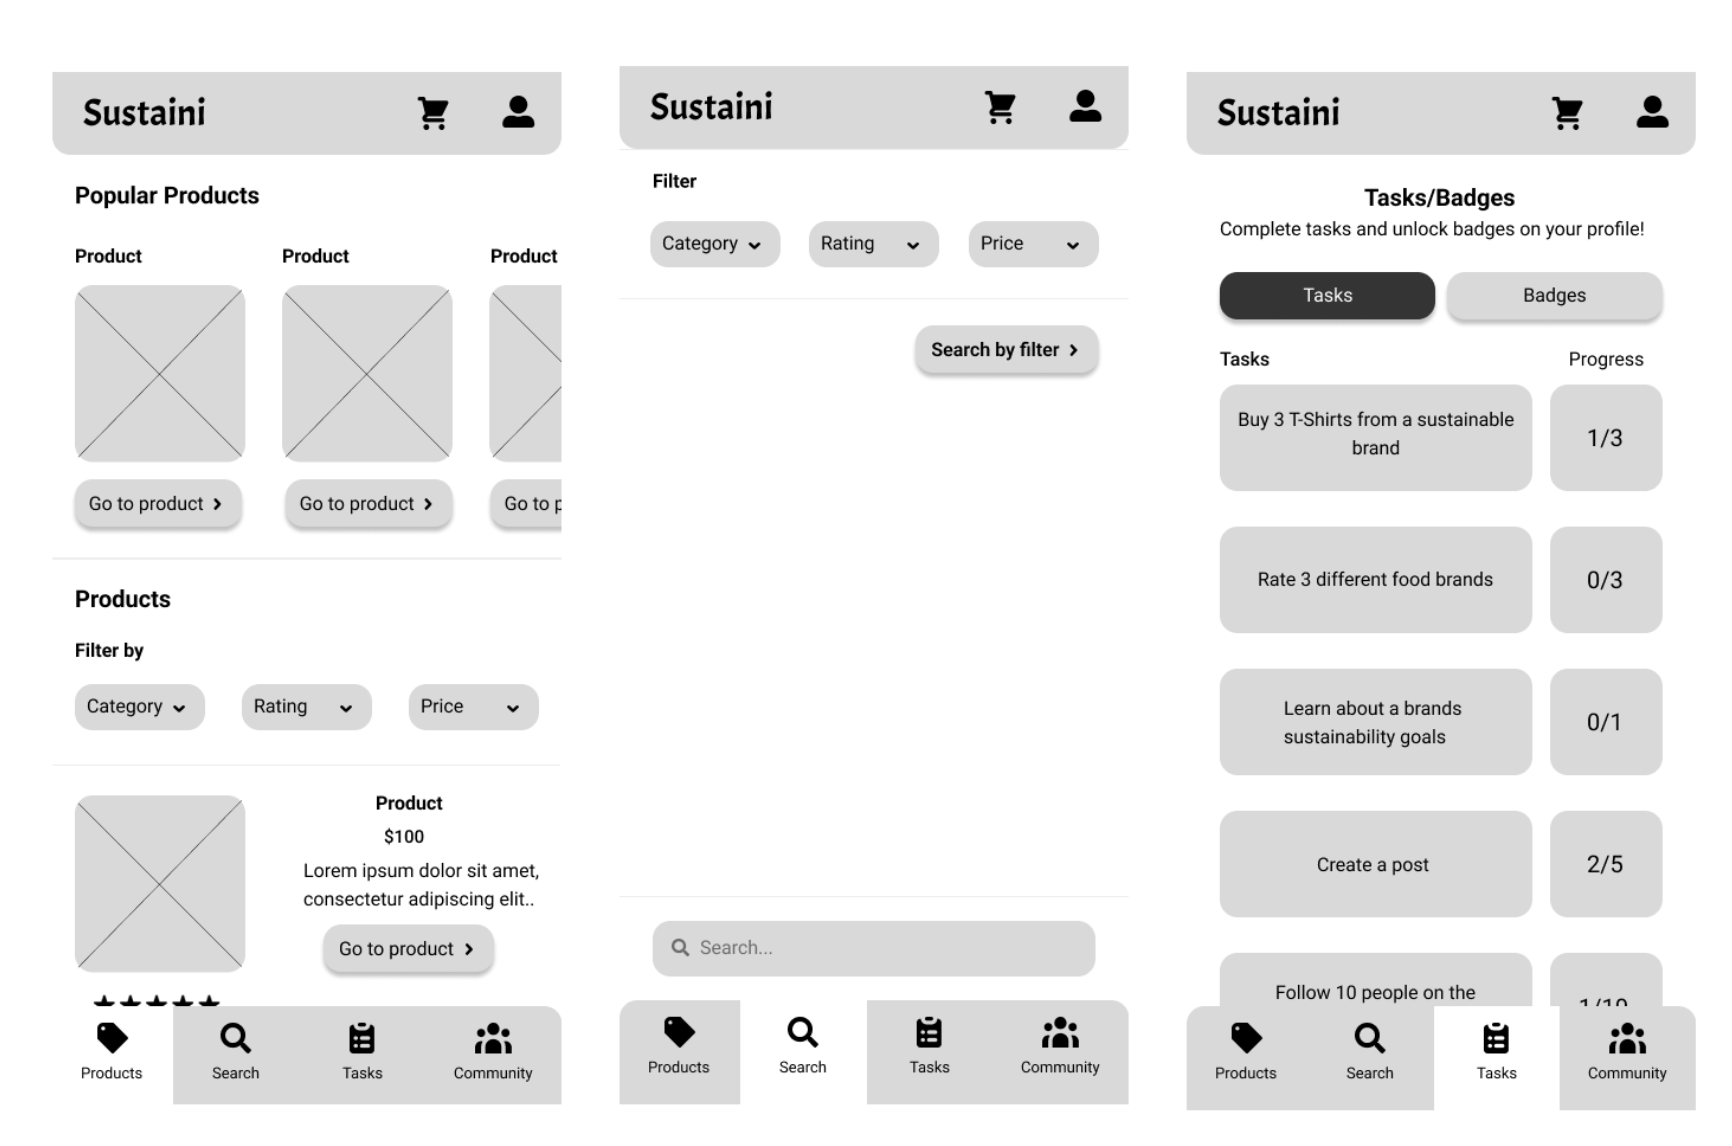 Sustaini
Popular Products
Product
Product
Product
Go to product
Go to product
Go to p
Products
Filter by
Category
Rating
Price
Product
$100
Lorem ipsum dolor sit amet,
consectetur adipiscing elit..
Go to product
Products
Search
Tasks
Community
Sustaini
Filter
Category
Rating
Price
Search by filter
Search...
Products
Search
Tasks
Community
Sustaini
Tasks/Badges
Complete tasks and unlock badges on your profile!
Tasks
Badges
Tasks
Progress
Buy 3 T-Shirts from a sustainable
brand
1/3
Rate 3 different food brands
0/3
Learn about a brands
sustainability goals
0/1
Create a post
2/5
Follow 10 people on the
1/10
Products
Search
Tasks
Community